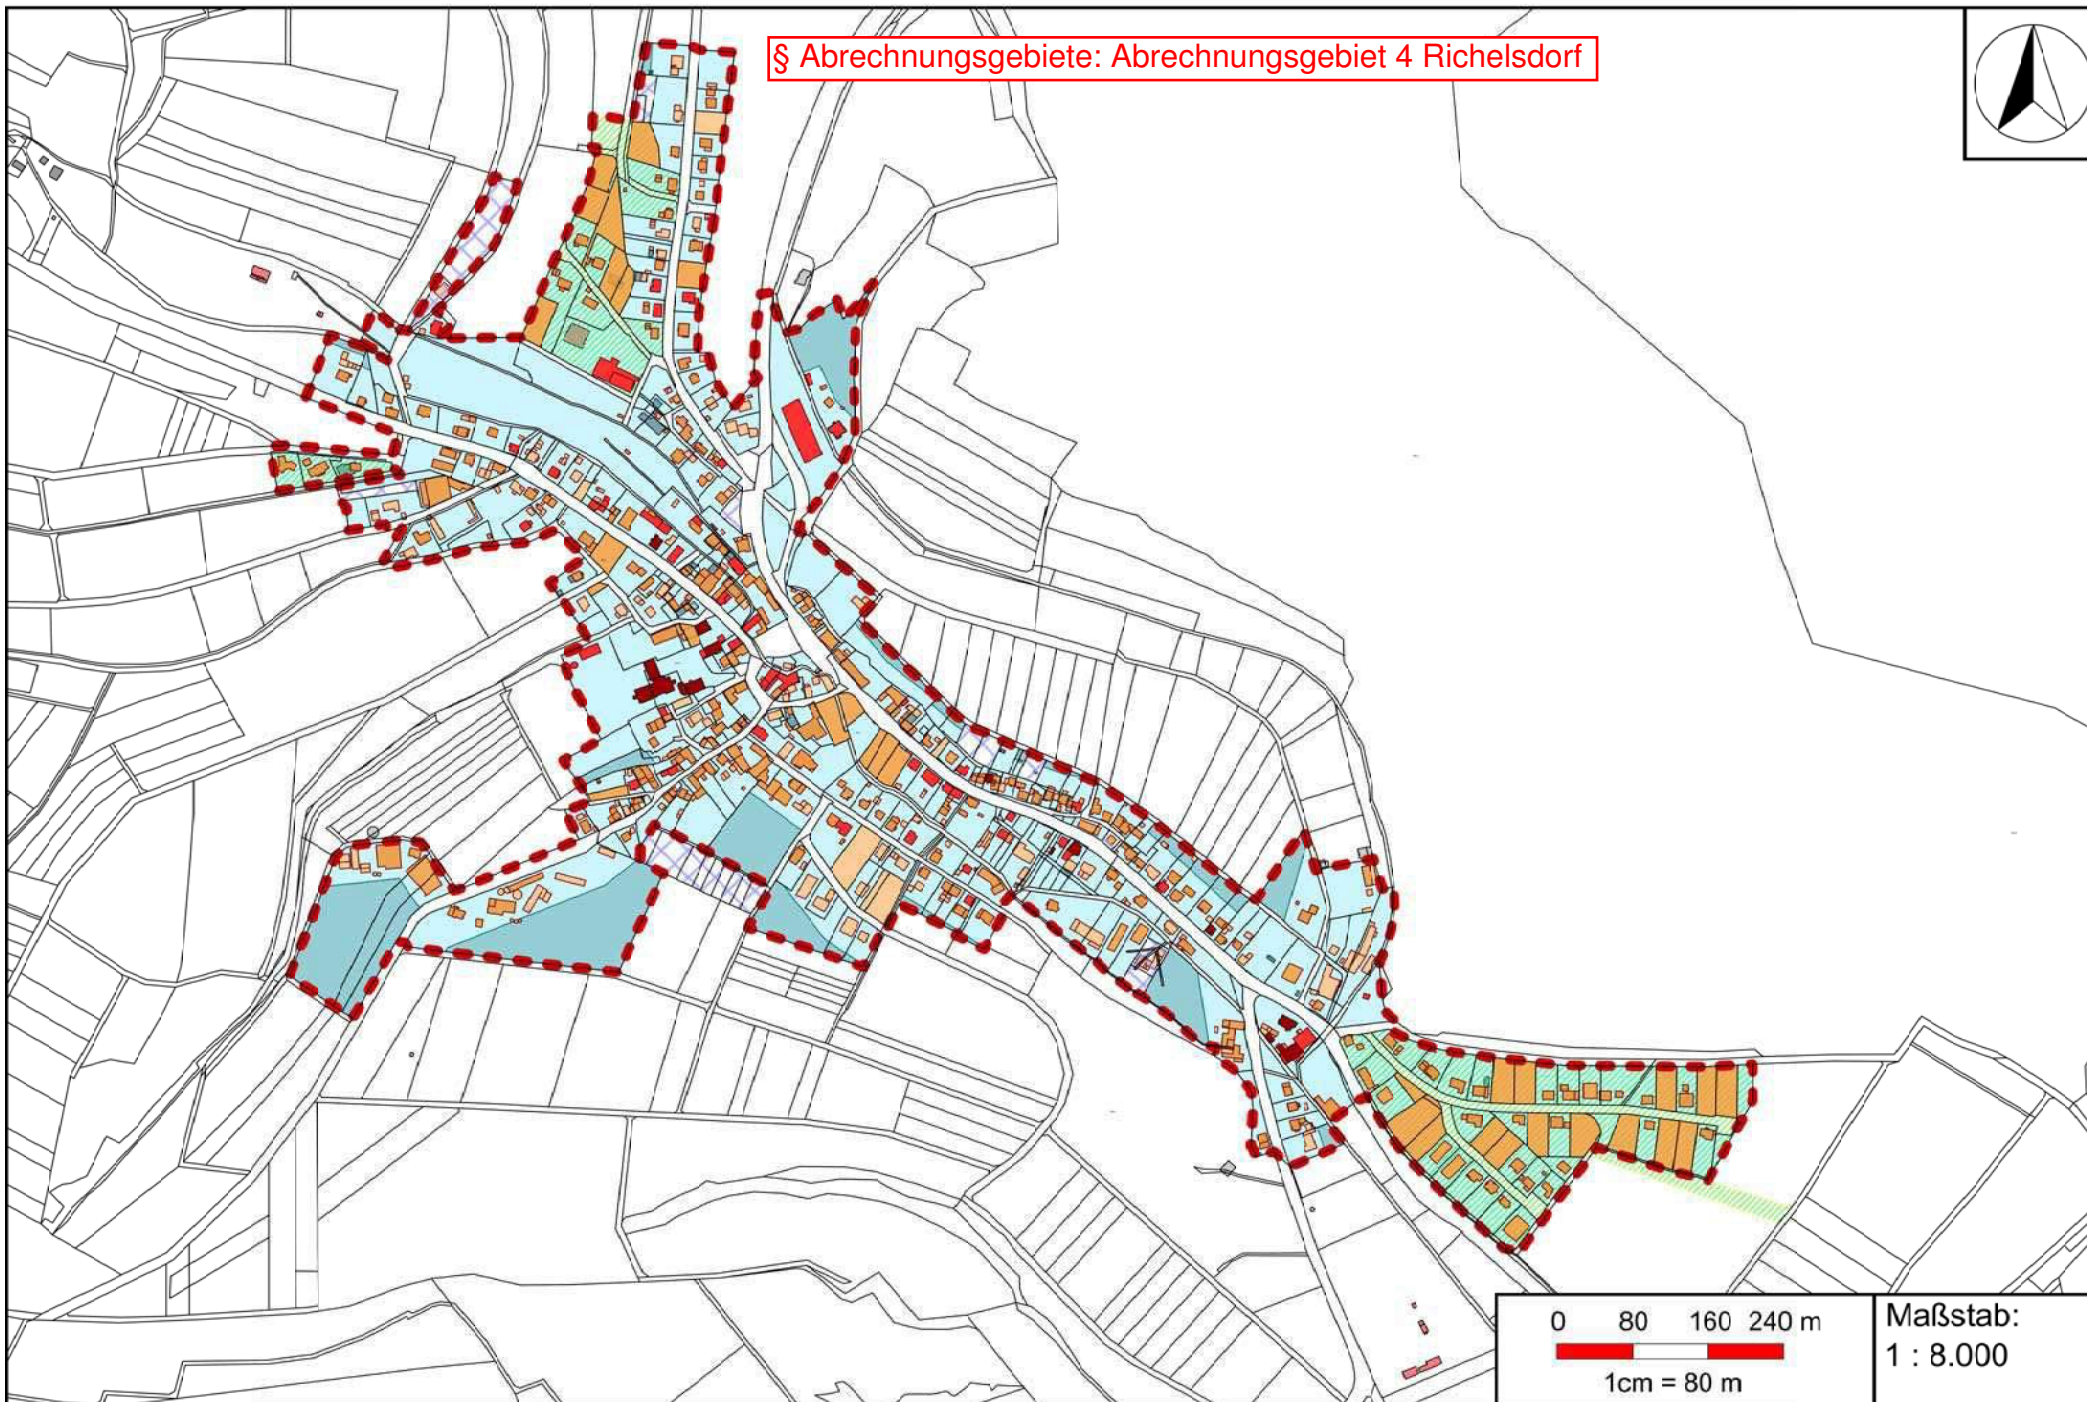 § Abrechnungsgebiete: Abrechnungsgebiet 4 Richelsdorf
0 80 160 240 m
1cm = 80 m
Maßstab:
1 : 8.000